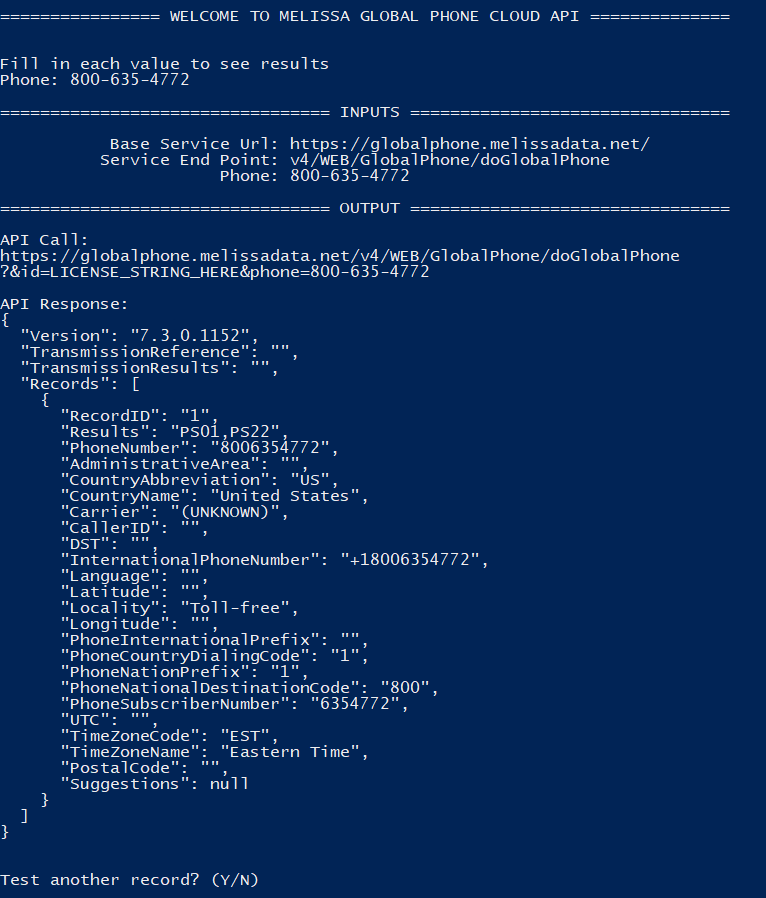 ================ WELCOME TO MELISSA GLOBAL PHONE CLOUD API ==============
Fill in each value to see results
Phone: 800-635-4772
================================= INPUTS ================================
Base Service Url: https://globalphone.melissadata.net/
Service End Point: v4/WEB/GlobalPhone/doGlobalPhone
Phone: 800-635-4772
================================= OUTPUT ================================
API Call:
https://globalphone.melissadata.net/v4/WEB/GlobalPhone/doGlobalPhone
?&id=LICENSE_STRING_HERE&phone=800-635-4772
API Response:
{
  "Version": "7.3.0.1152",
  "TransmissionReference": "",
  "TransmissionResults": "",
  "Records": [
    {
      "RecordID": "1",
      "Results": "PS01,PS22",
      "PhoneNumber": "8006354772",
      "AdministrativeArea": "",
      "CountryAbbreviation": "US",
      "CountryName": "United States",
      "Carrier": "(UNKNOWN)",
      "CallerID": "",
      "DST": "",
      "InternationalPhoneNumber": "+18006354772",
      "Language": "",
      "Latitude": "",
      "Locality": "Toll-free",
      "Longitude": "",
      "PhoneInternationalPrefix": "",
      "PhoneCountryDialingCode": "1",
      "PhoneNationPrefix": "1",
      "PhoneNationalDestinationCode": "800",
      "PhoneSubscriberNumber": "6354772",
      "UTC": "",
      "TimeZoneCode": "EST",
      "TimeZoneName": "Eastern Time",
      "PostalCode": "",
      "Suggestions": null
    }
  ]
}
Test another record? (Y/N)